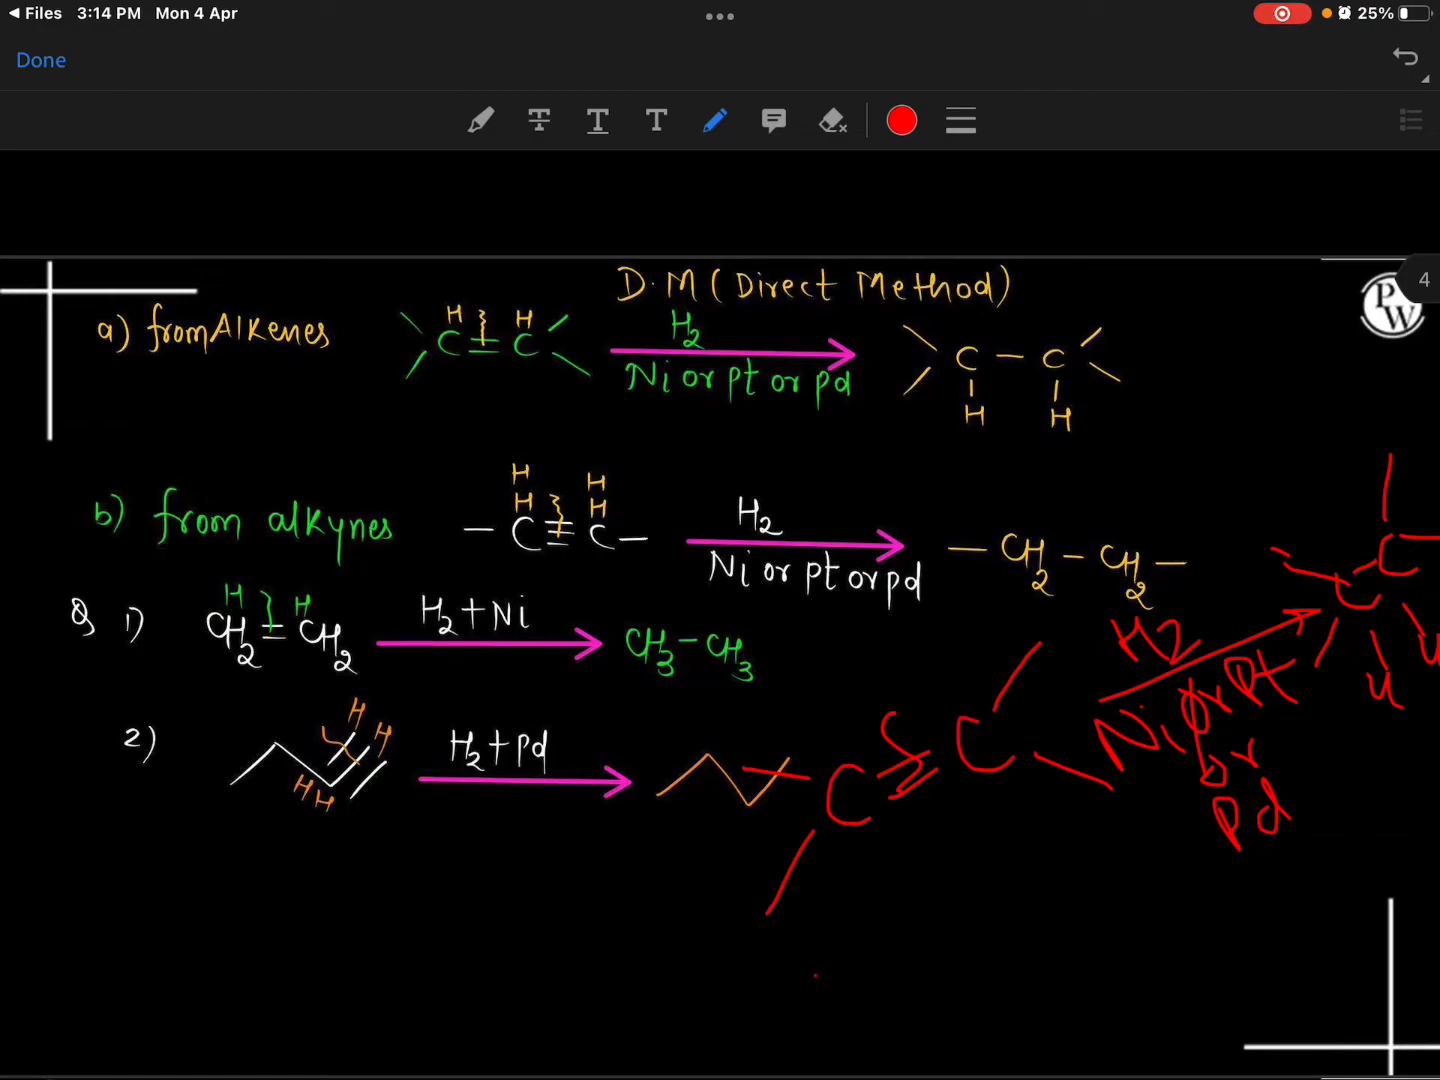 Files 3:14 PM Mon 4 Apr 25%
Done
T T T
4
PW
D.M (Direct Method)
a) from Alkenes
H H
C = C
H2
Ni or pt or pd
C - C
H H
b) from alkynes
H H
H H
- C ≡ C -
H2
Ni or pt or pd
- CH2 - CH2 -
Q 1)
H H
CH2 = CH2
H2 + Ni
CH3 - CH3
2)
H
H
H H
H2 + Pd
C = C
H2
Ni or Pt
or
Pd
C
C